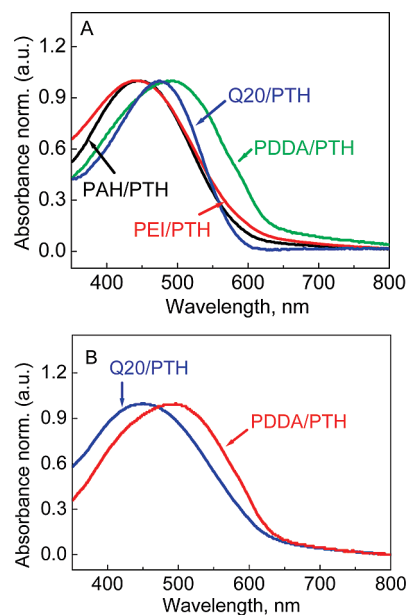 A
Absorbance norm. (a.u.)
1.2
0.9
0.6
0.3
0.0
Q20/PTH
PDDA/PTH
PAH/PTH
PEI/PTH
400 500 600 700 800
Wavelength, nm
B
Absorbance norm. (a.u.)
1.2
0.9
0.6
0.3
0.0
Q20/PTH
PDDA/PTH
400 500 600 700 800
Wavelength, nm